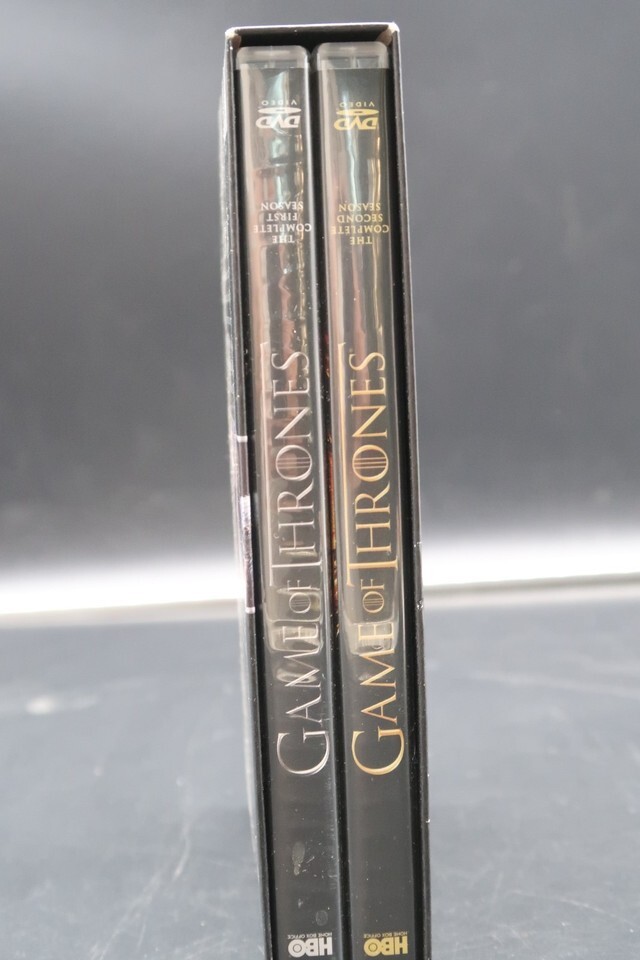 DVD
VIDEO
THE
COMPLETE
FIRST
SEASON
GAME OF THRONES
HBO
HOME BOX OFFICE
DVD
VIDEO
THE
COMPLETE
SECOND
SEASON
GAME OF THRONES
HBO
HOME BOX OFFICE